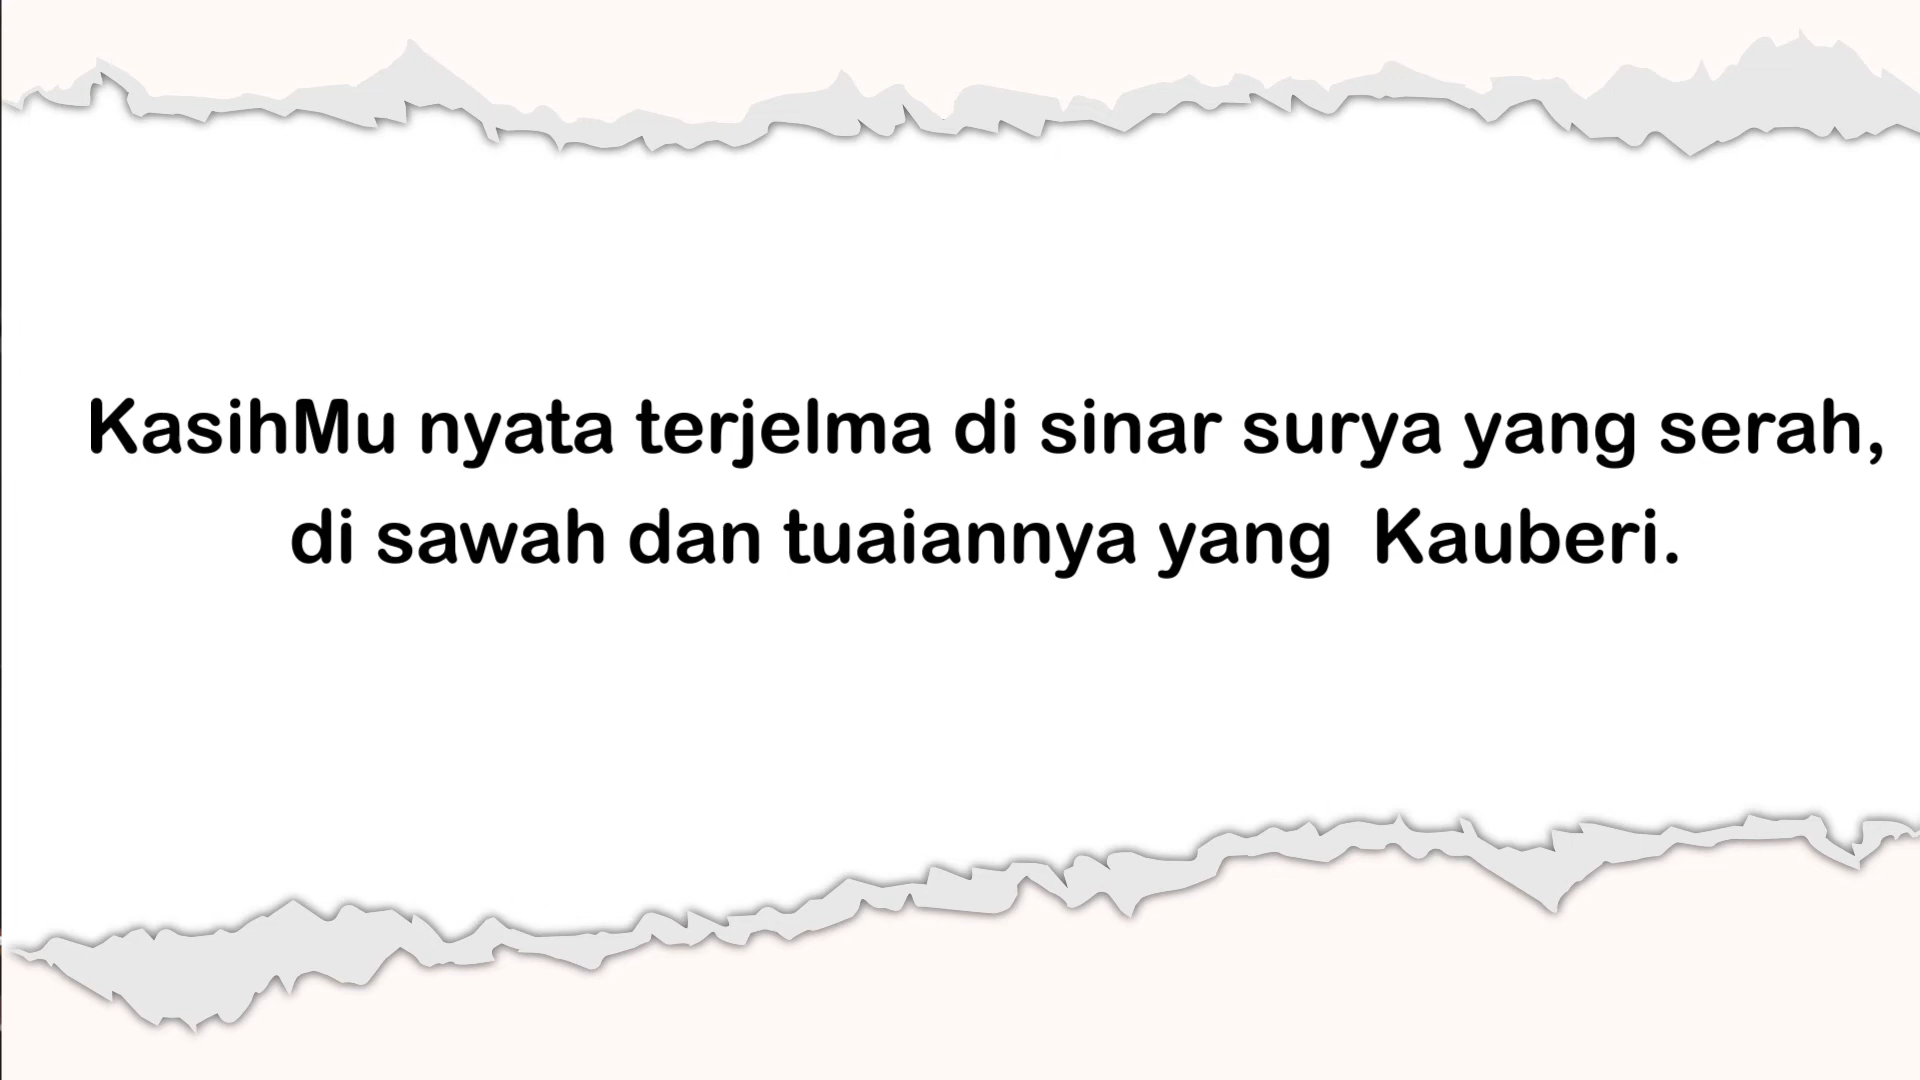 KasihMu nyata terjelma di sinar surya yang serah,
di sawah dan tuaiannya yang  Kauberi.